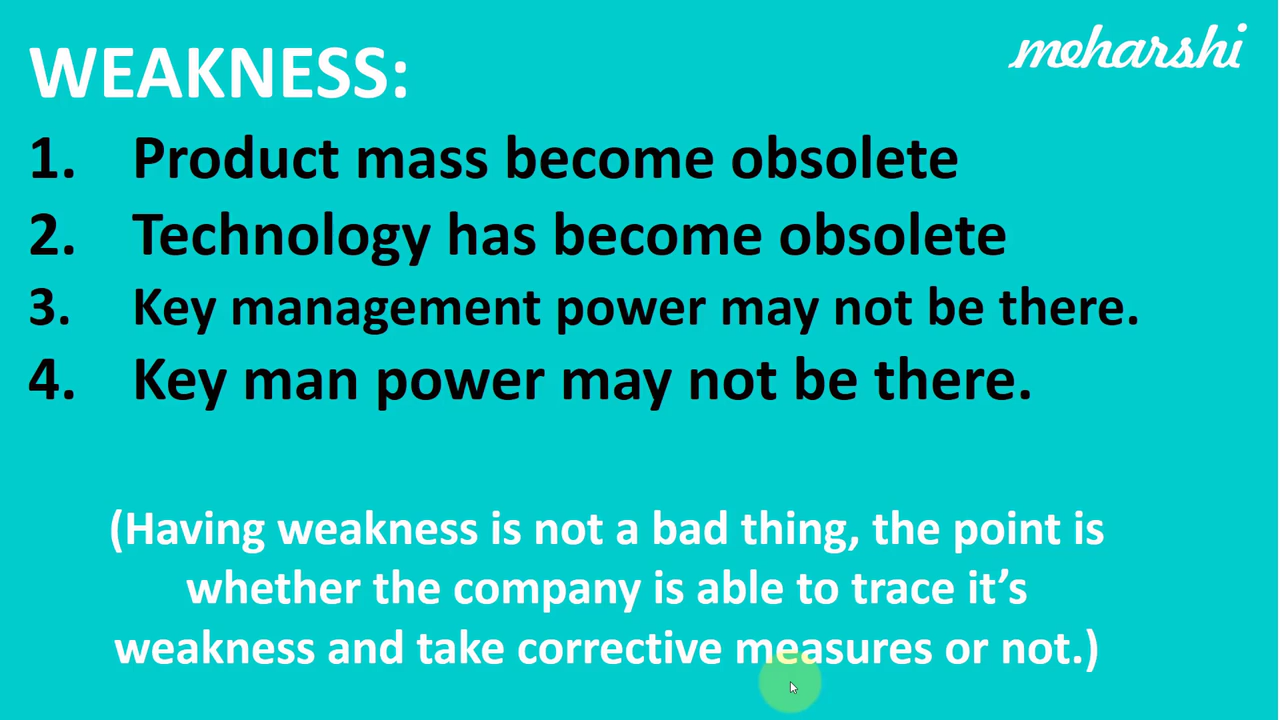 meharshi
WEAKNESS:
1. Product mass become obsolete
2. Technology has become obsolete
3. Key management power may not be there.
4. Key man power may not be there.
(Having weakness is not a bad thing, the point is
whether the company is able to trace it’s
weakness and take corrective measures or not.)